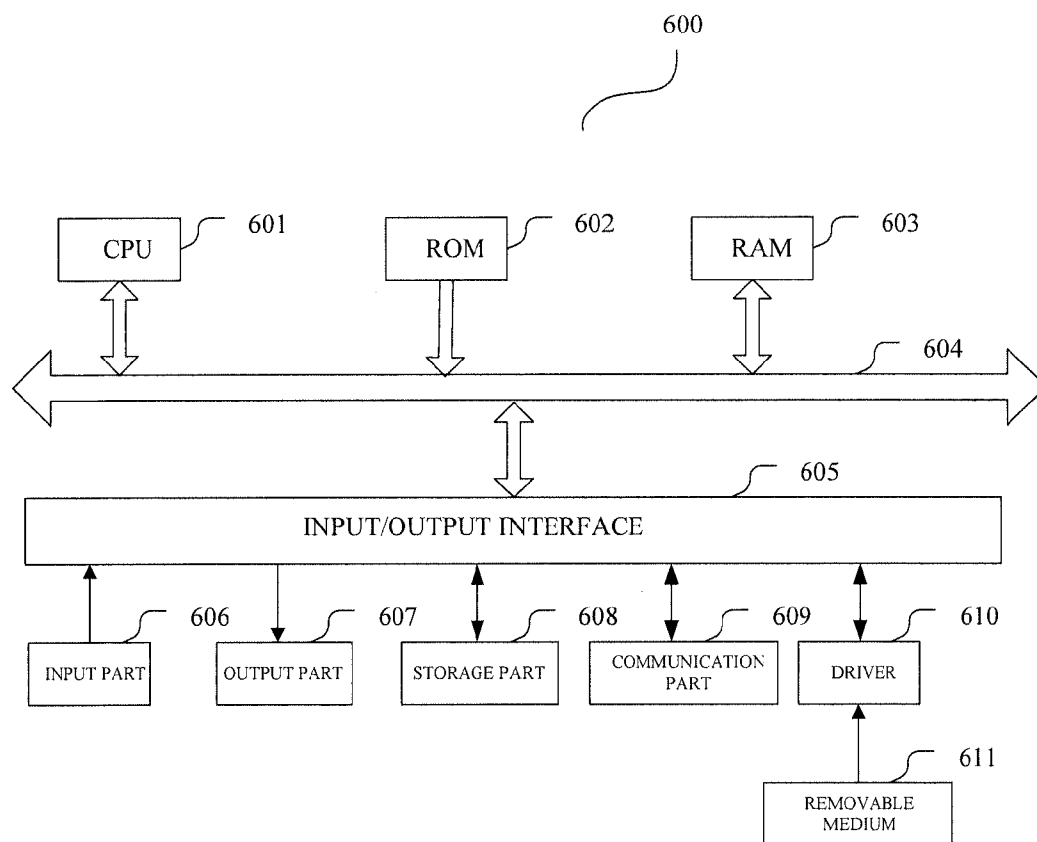 600
CPU
601
ROM
602
RAM
603
604
605
INPUT/OUTPUT INTERFACE
606
607
608
609
610
INPUT PART
OUTPUT PART
STORAGE PART
COMMUNICATION
PART
DRIVER
611
REMOVABLE
MEDIUM